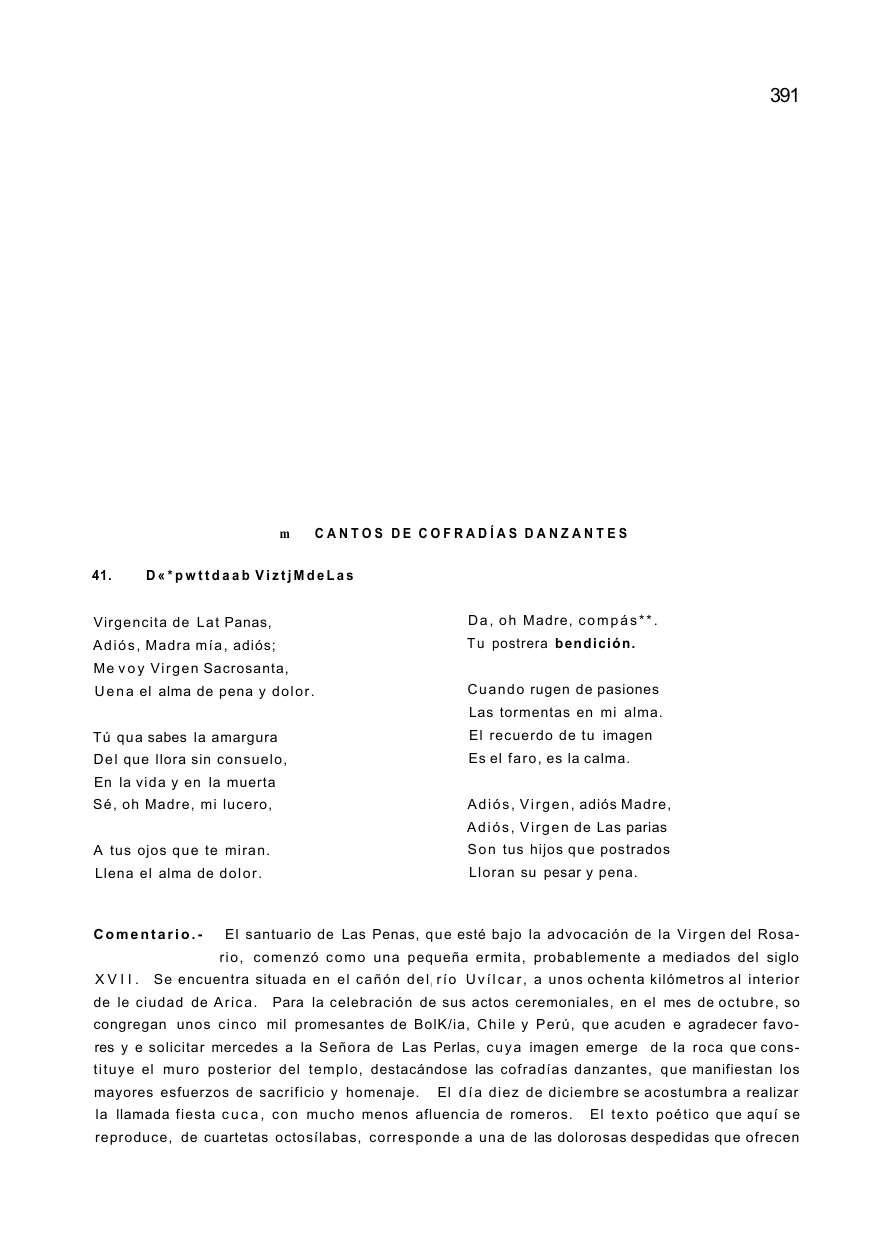 391
m CANTOS DE COFRADÍAS DANZANTES
41. D«*pwttdaab ViztjMdeLas
Virgencita de Lat Panas,
Adiós, Madra mía, adiós;
Me voy Virgen Sacrosanta,
Uena el alma de pena y dolor.
Tú qua sabes la amargura
Del que llora sin consuelo,
En la vida y en la muerta
Sé, oh Madre, mi lucero,
A tus ojos que te miran.
Llena el alma de dolor.
Da, oh Madre, compás**.
Tu postrera bendición.
Cuando rugen de pasiones
Las tormentas en mi alma.
El recuerdo de tu imagen
Es el faro, es la calma.
Adiós, Virgen, adiós Madre,
Adiós, Virgen de Las parias
Son tus hijos que postrados
Lloran su pesar y pena.
Comentario.- El santuario de Las Penas, que esté bajo la advocación de la Virgen del Rosa-
rio, comenzó como una pequeña ermita, probablemente a mediados del siglo
XVII. Se encuentra situada en el cañón del, río Uvílcar, a unos ochenta kilómetros al interior
de le ciudad de Arica. Para la celebración de sus actos ceremoniales, en el mes de octubre, so
congregan unos cinco mil promesantes de BolK/ia, Chile y Perú, que acuden e agradecer favo-
res y e solicitar mercedes a la Señora de Las Perlas, cuya imagen emerge de la roca que cons-
tituye el muro posterior del templo, destacándose las cofradías danzantes, que manifiestan los
mayores esfuerzos de sacrificio y homenaje. El día diez de diciembre se acostumbra a realizar
la llamada fiesta cuca, con mucho menos afluencia de romeros. El texto poético que aquí se
reproduce, de cuartetas octosílabas, corresponde a una de las dolorosas despedidas que ofrecen